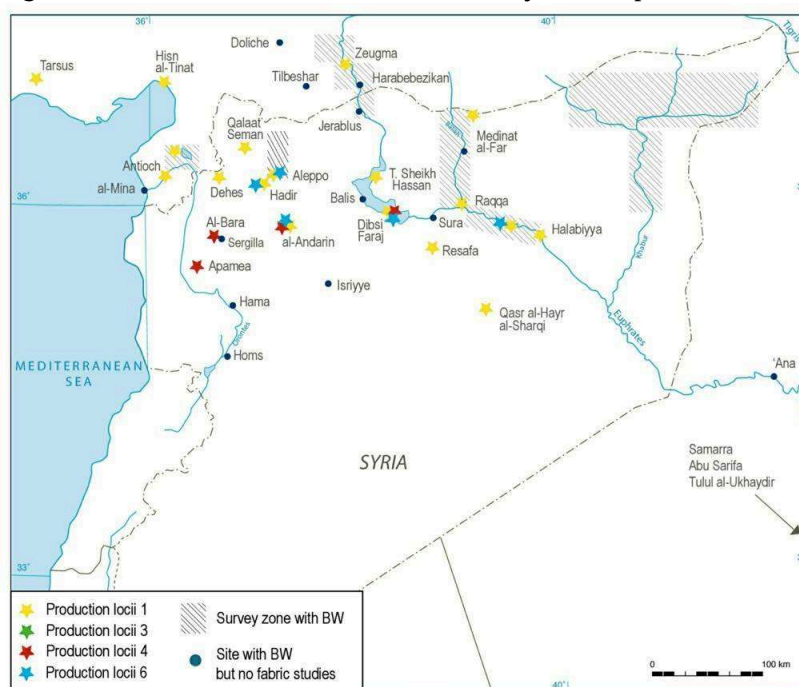 36°
40°
Tigris
Doliche
Zeugma
Tarsus
Hisn
al-Tinat
Tilbeshar
Harabebezikan
Jerablus
Qalaat
Seman
Medinat
al-Far
Antioch
Aleppo
T. Sheikh
Hassan
al-Mina
Dehes
Hadir
36°
Balis
Raqqa
Al-Bara
Sergilla
al-Andarin
Dibsi
Faraj
Sura
Halabiyya
Resafa
Khabur
Apamea
Isriyye
Hama
Qasr al-Hayr
al-Sharqi
Euphrates
Orontes
Homs
MEDITERRANEAN
SEA
'Ana
SYRIA
Samarra
Abu Sarifa
Tulul al-Ukhaydir
33°
Production locii 1
Production locii 3
Production locii 4
Production locii 6
Survey zone with BW
Site with BW
but no fabric studies
0
100 km
40°